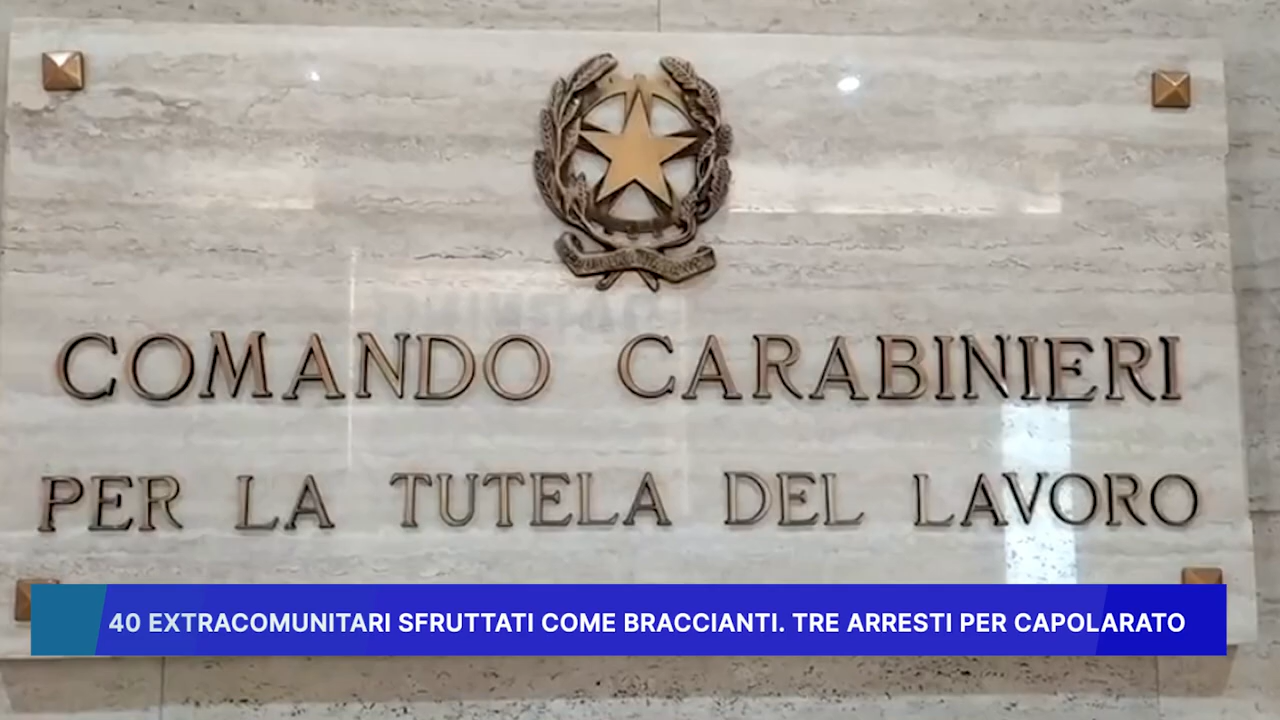 COMANDO CARABINIERI
PER LA TUTELA DEL LAVORO
40 EXTRACOMUNITARI SFRUTTATI COME BRACCIANTI. TRE ARRESTI PER CAPOLARATO